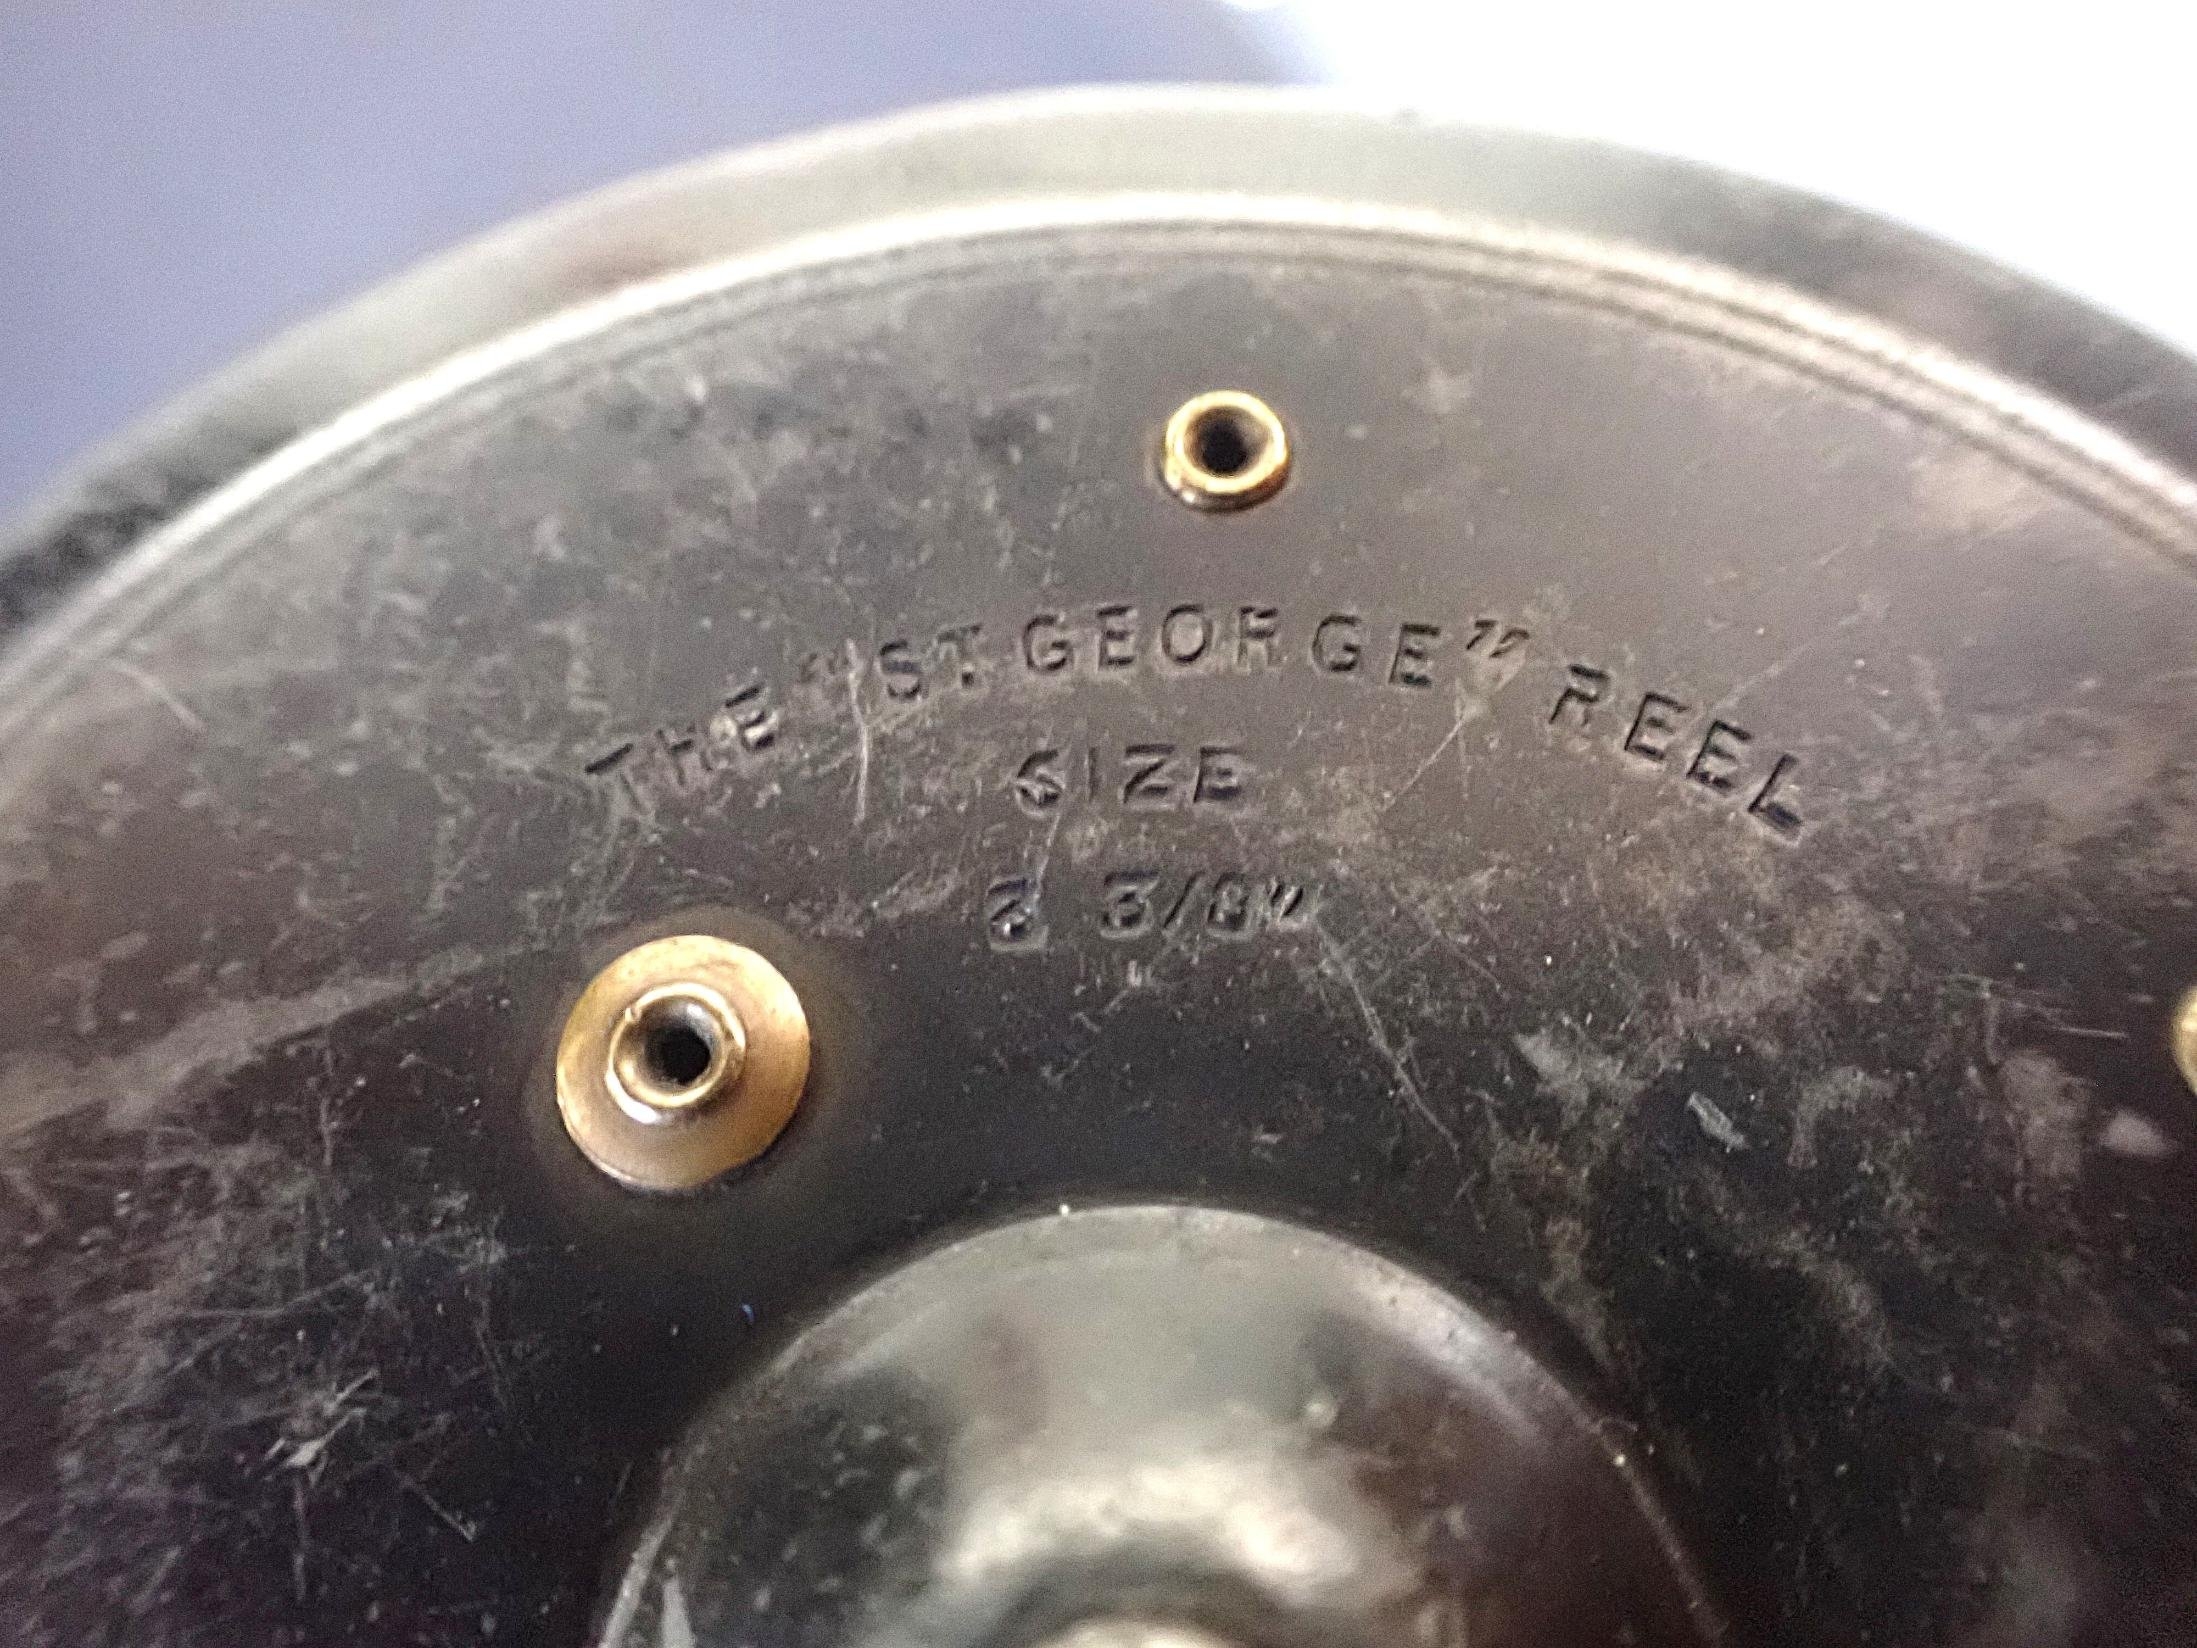 THE "ST. GEORGE" REEL
SIZE
3 3/8"